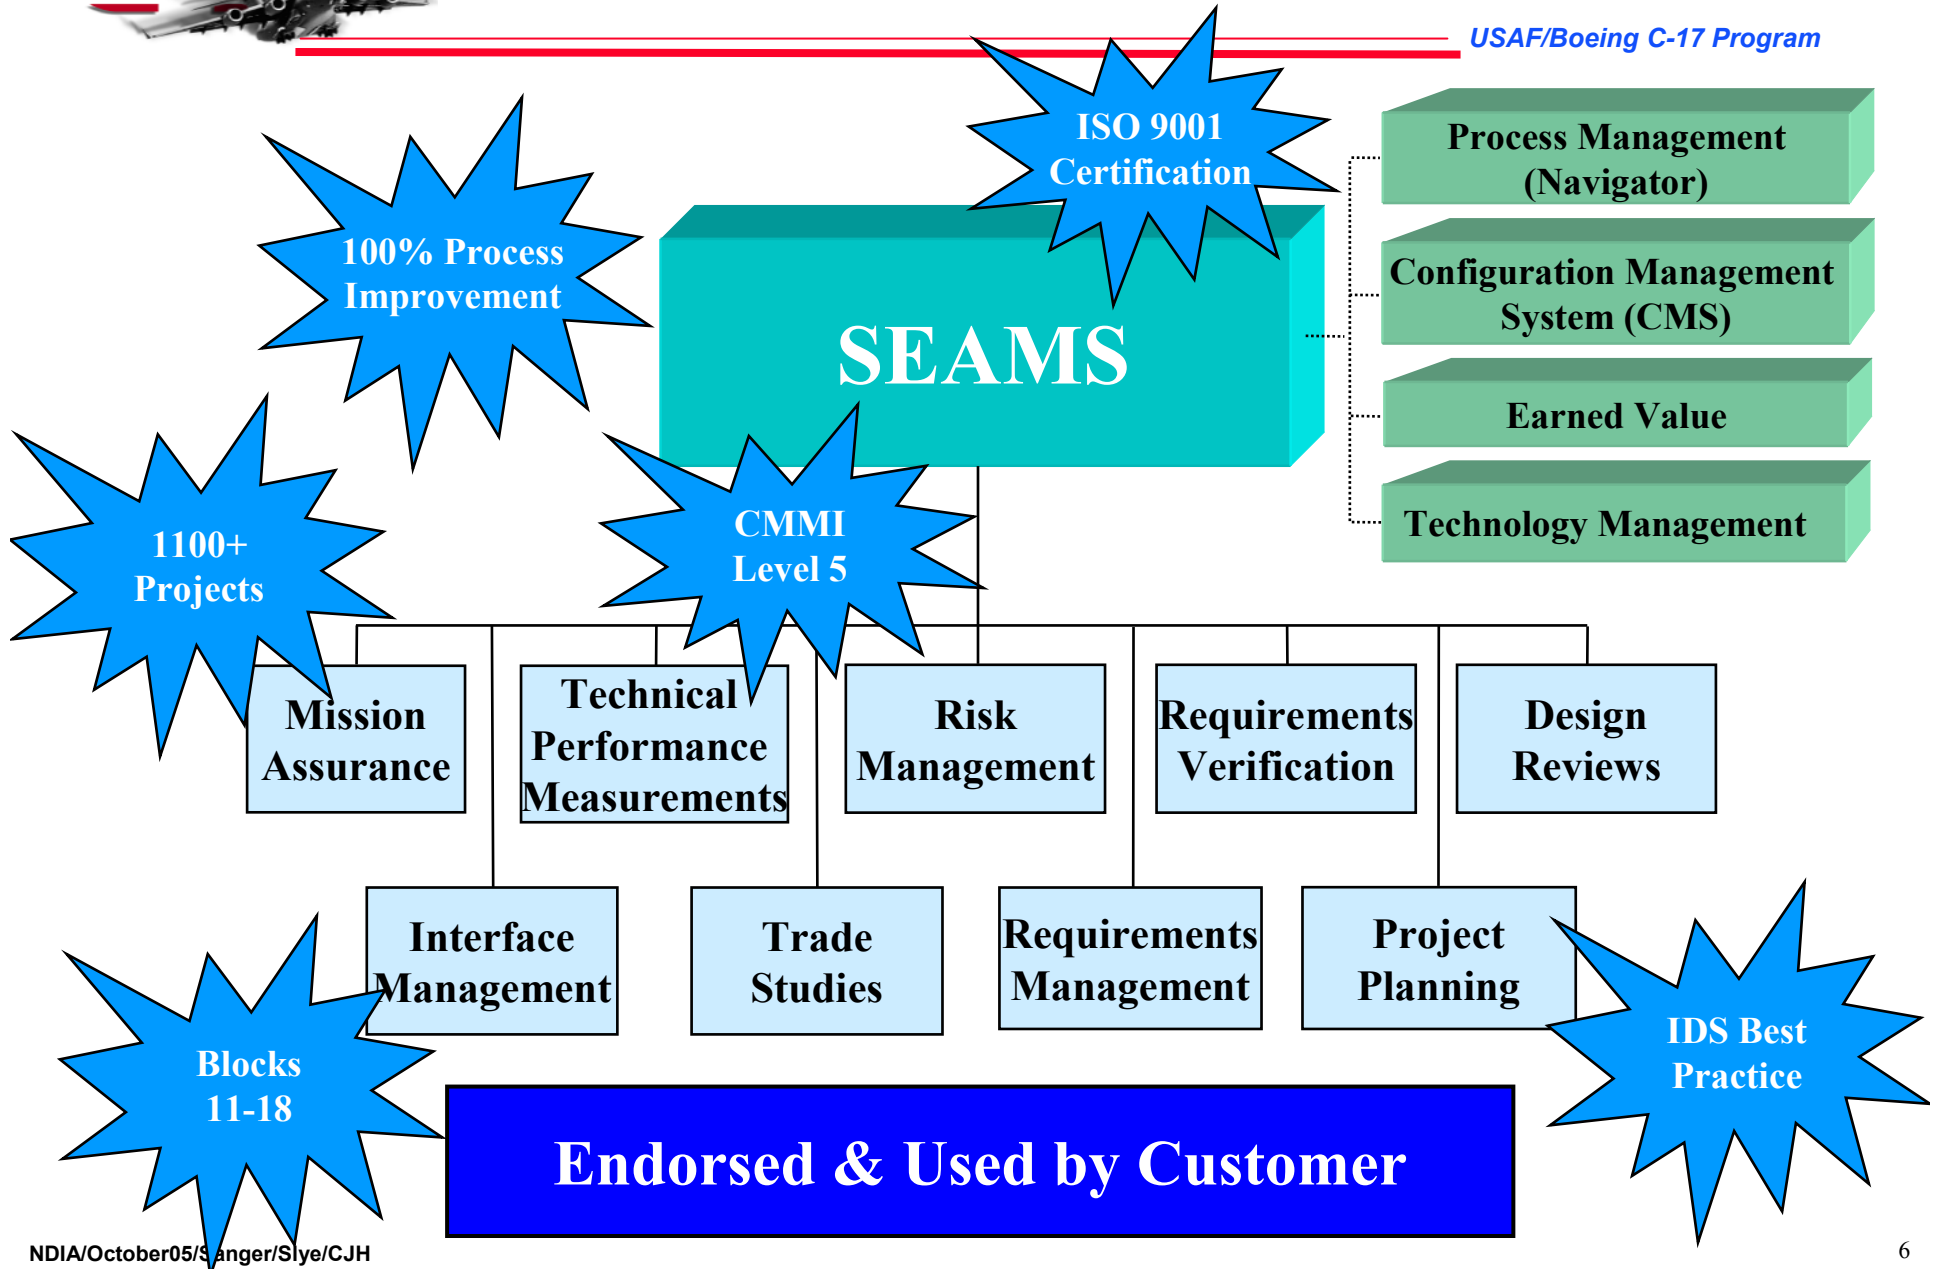 USAF/Boeing C-17 Program
ISO 9001
Certification
Process Management
(Navigator)
100% Process
Improvement
Configuration Management
System (CMS)
SEAMS
Earned Value
1100+
Projects
CMMI
Level 5
Technology Management
Mission
Assurance
Technical
Performance
Measurements
Risk
Management
Requirements
Verification
Design
Reviews
Interface
Management
Trade
Studies
Requirements
Management
Project
Planning
Blocks
11-18
IDS Best
Practice
Endorsed & Used by Customer
NDIA/October05/Sanger/Slye/CJH
6